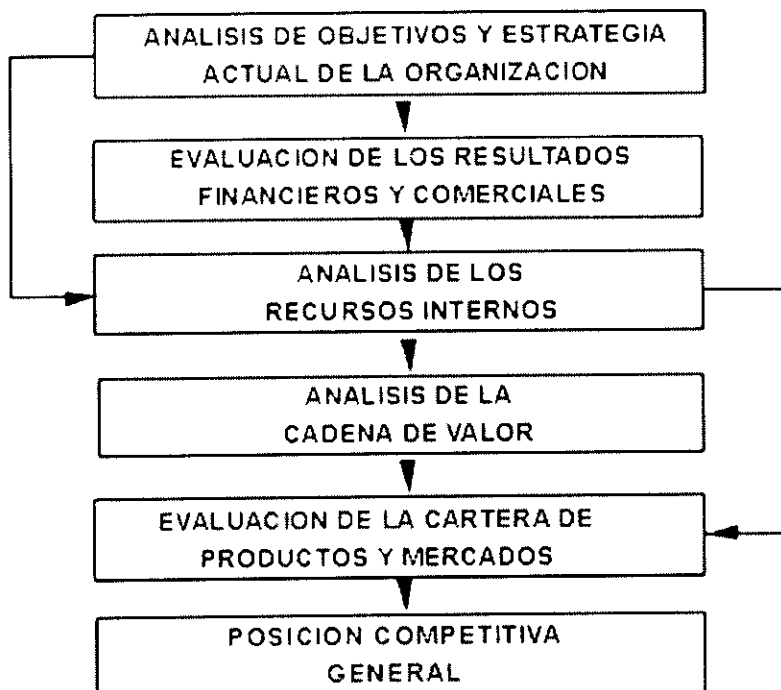 ANALISIS DE OBJETIVOS Y ESTRATEGIA
ACTUAL DE LA ORGANIZACION
EVALUACION DE LOS RESULTADOS
FINANCIEROS Y COMERCIALES
ANALISIS DE LOS
RECURSOS INTERNOS
ANALISIS DE LA
CADENA DE VALOR
EVALUACION DE LA CARTERA DE
PRODUCTOS Y MERCADOS
POSICION COMPETITIVA
GENERAL